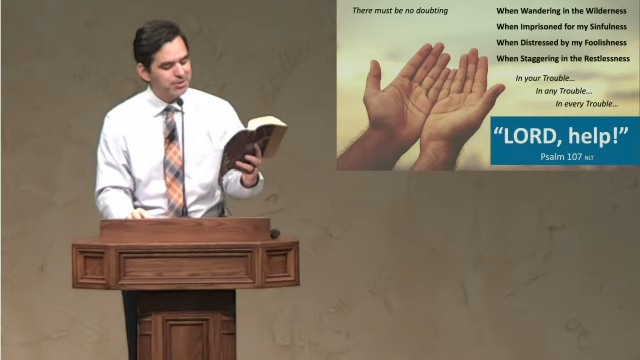 There must be no doubting
When Wandering in the Wilderness
When Imprisoned for my Sinfulness
When Distressed by my Foolishness
When Staggering in the Restlessness
In your Trouble...
In any Trouble...
In every Trouble...
“LORD, help!”
Psalm 107 NLT